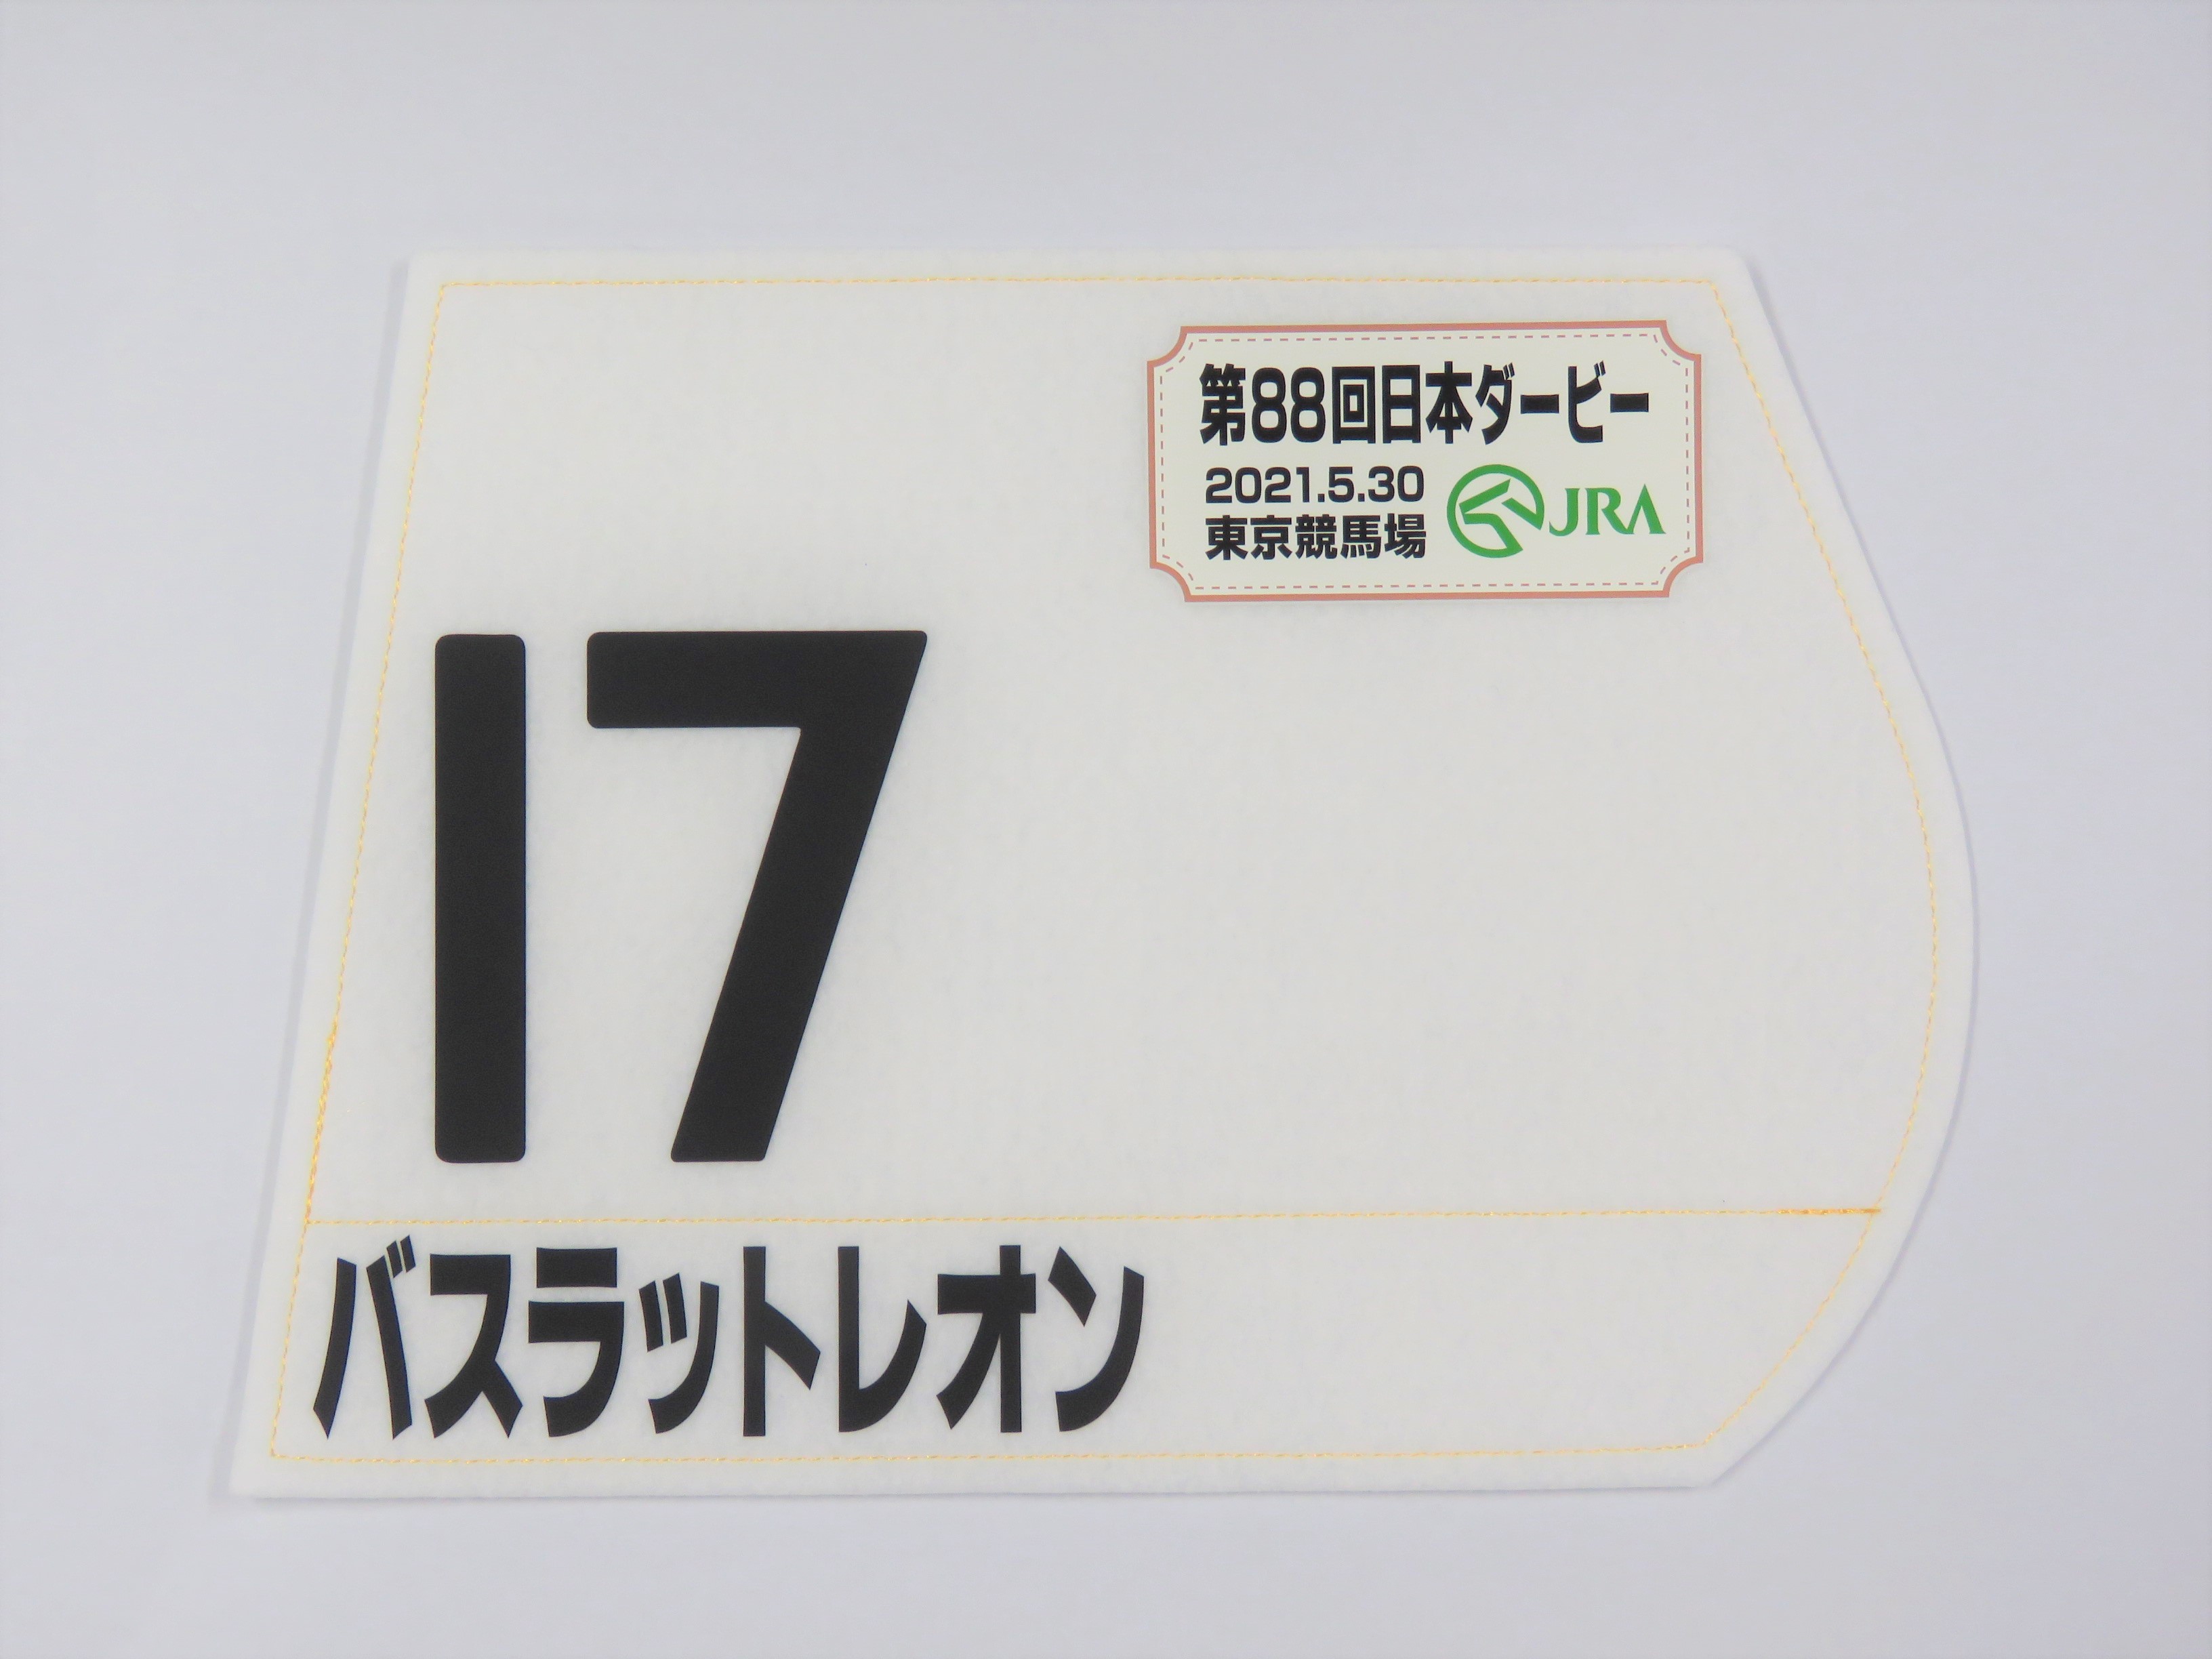 第88回日本ダービー
2021.5.30
東京競馬場
JRA
17
バスラットレオン